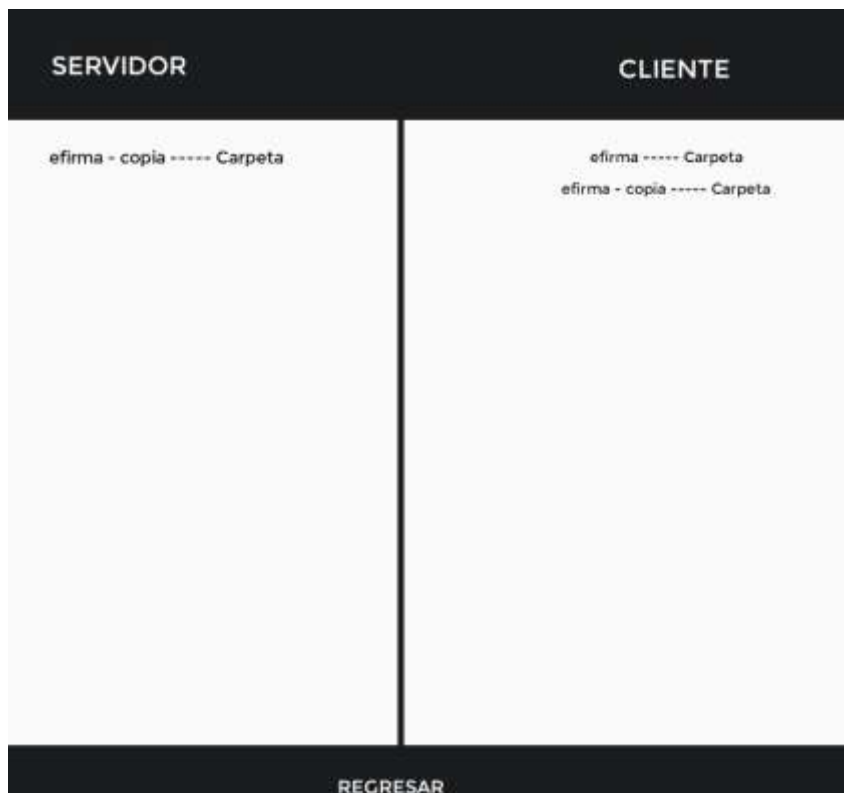 SERVIDOR
CLIENTE
efirma - copia ----- Carpeta
efirma ----- Carpeta
efirma - copia ----- Carpeta
REGRESAR